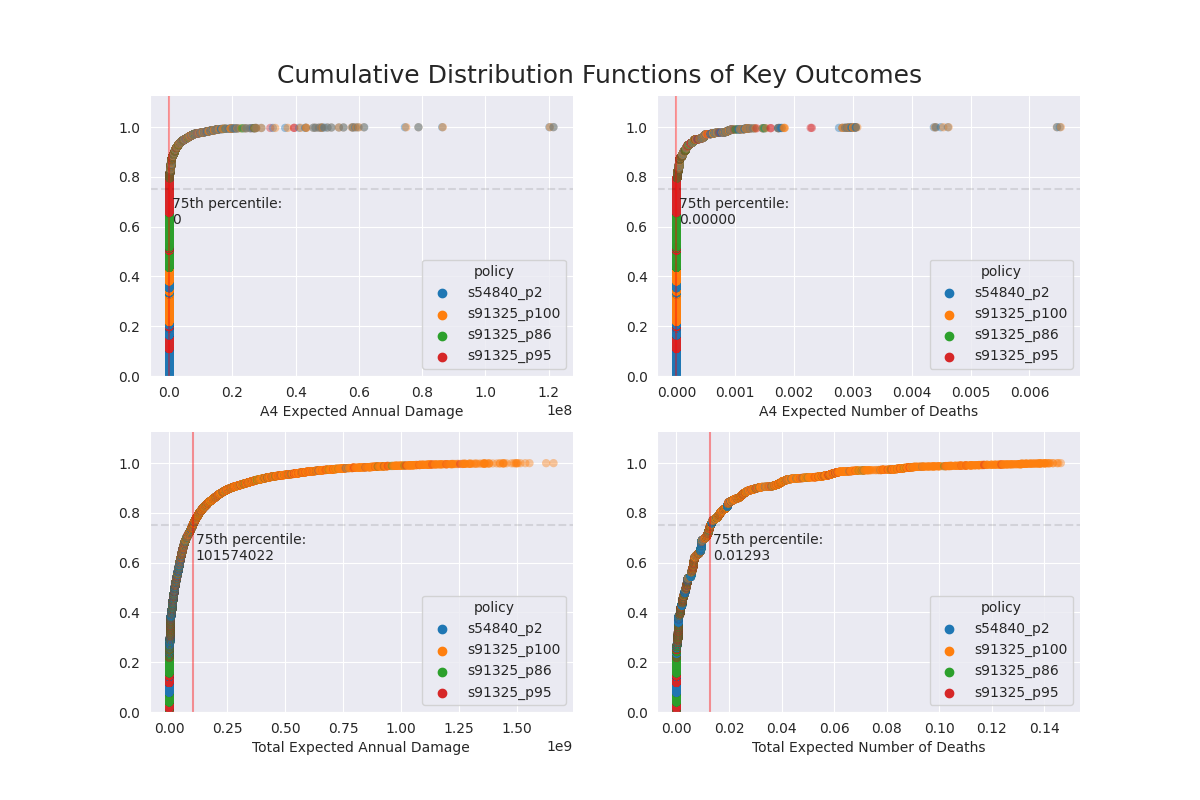 Cumulative Distribution Functions of Key Outcomes
1.0
0.8
0.6
0.4
0.2
0.0
75th percentile:
0
policy
s54840_p2
s91325_p100
s91325_p86
s91325_p95
0.0 0.2 0.4 0.6 0.8 1.0 1.2
A4 Expected Annual Damage
1e8
1.0
0.8
0.6
0.4
0.2
0.0
75th percentile:
0.00000
policy
s54840_p2
s91325_p100
s91325_p86
s91325_p95
0.000 0.001 0.002 0.003 0.004 0.005 0.006
A4 Expected Number of Deaths
1.0
0.8
0.6
0.4
0.2
0.0
75th percentile:
101574022
policy
s54840_p2
s91325_p100
s91325_p86
s91325_p95
0.00 0.25 0.50 0.75 1.00 1.25 1.50
Total Expected Annual Damage
1e9
1.0
0.8
0.6
0.4
0.2
0.0
75th percentile:
0.01293
policy
s54840_p2
s91325_p100
s91325_p86
s91325_p95
0.00 0.02 0.04 0.06 0.08 0.10 0.12 0.14
Total Expected Number of Deaths